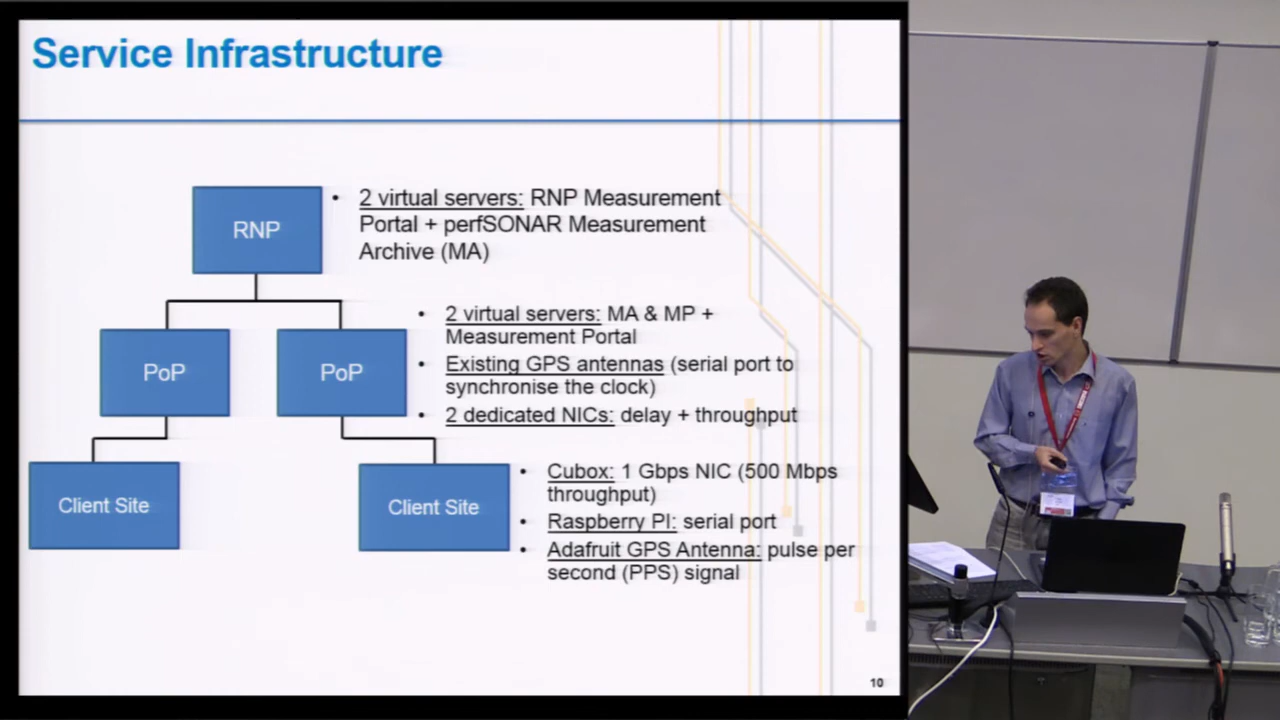 Service Infrastructure
RNP
• 2 virtual servers: RNP Measurement
Portal + perfSONAR Measurement
Archive (MA)
PoP
PoP
• 2 virtual servers: MA & MP +
Measurement Portal
• Existing GPS antennas (serial port to
synchronise the clock)
• 2 dedicated NICs: delay + throughput
Client Site
Client Site
• Cubox: 1 Gbps NIC (500 Mbps
throughput)
• Raspberry PI: serial port
• Adafruit GPS Antenna: pulse per
second (PPS) signal
10